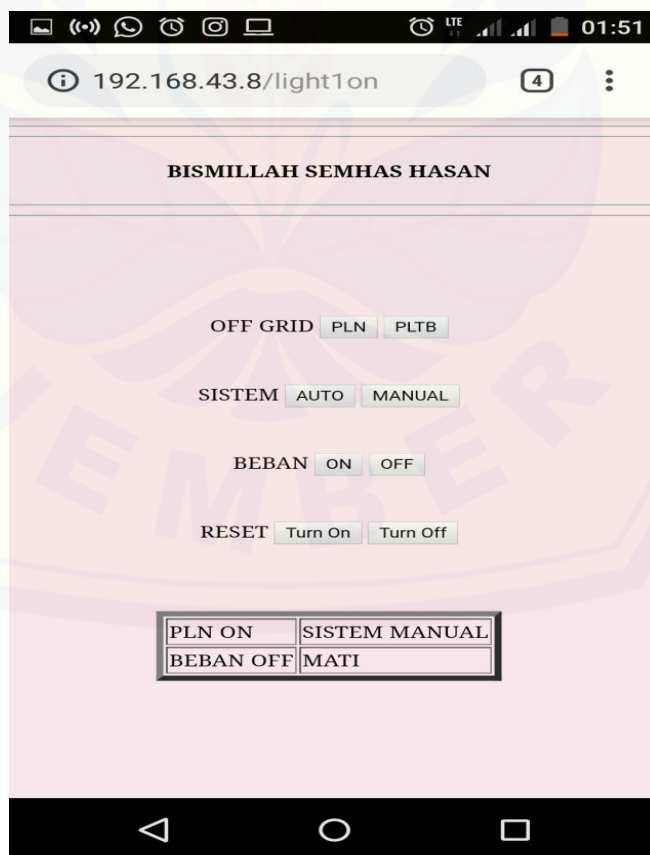 LTE 01:51
192.168.43.8/light1on 4
BISMILLAH SEMHAS HASAN
OFF GRID PLN PLTB
SISTEM AUTO MANUAL
BEBAN ON OFF
RESET Turn On Turn Off
PLN ON SISTEM MANUAL
BEBAN OFF MATI